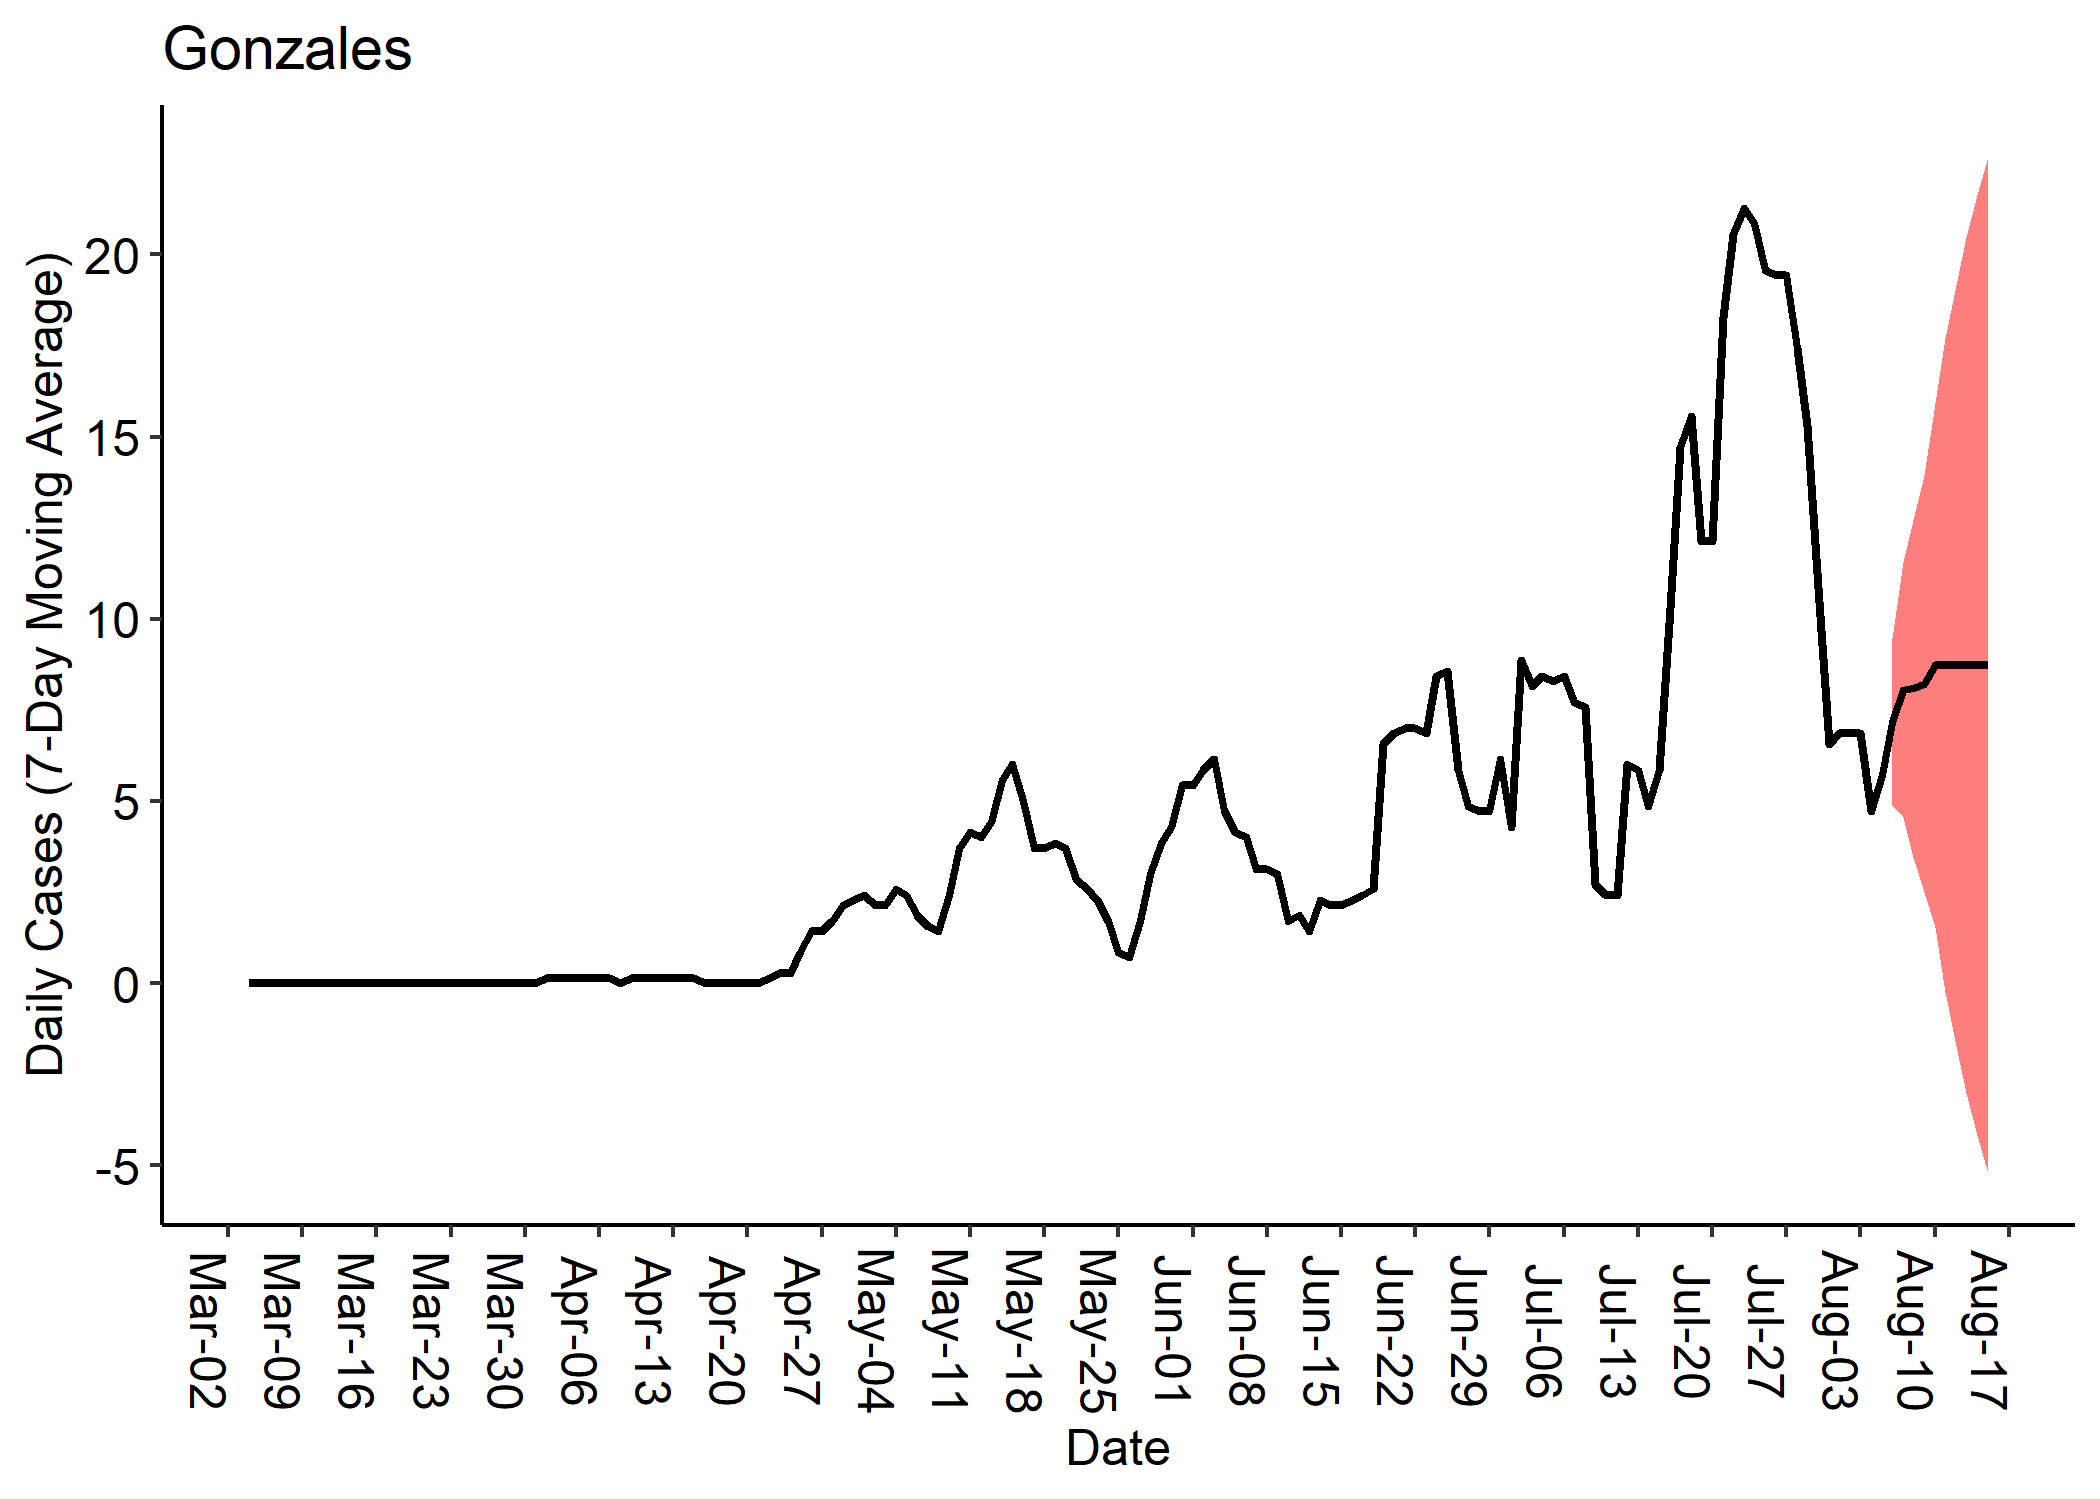 Gonzales
Daily Cases (7-Day Moving Average)
20
15
10
5
0
-5
Mar-02
Mar-09
Mar-16
Mar-23
Mar-30
Apr-06
Apr-13
Apr-20
Apr-27
May-04
May-11
May-18
May-25
Jun-01
Jun-08
Jun-15
Jun-22
Jun-29
Jul-06
Jul-13
Jul-20
Jul-27
Aug-03
Aug-10
Aug-17
Date